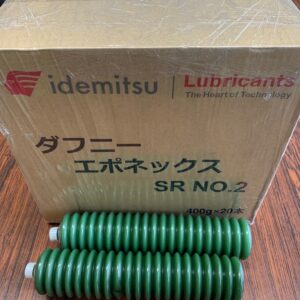 idemitsu Lubricants
The Heart of Technology
ダフニー
エポネックス
SR NO.2
400g×20本